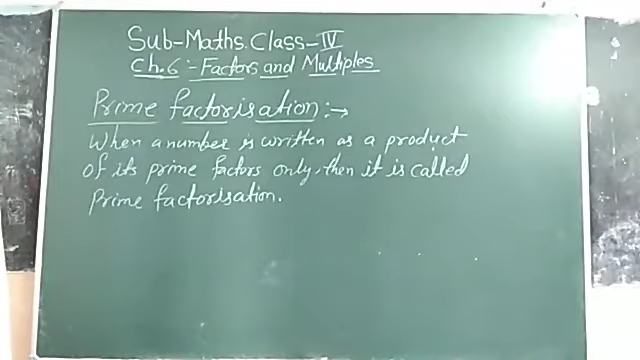 Sub-Maths. Class-IV
Ch.6:- Factors and Multiples
Prime factorisation:→
When a number is written as a product
of its prime factors only, then it is called
Prime factorisation.